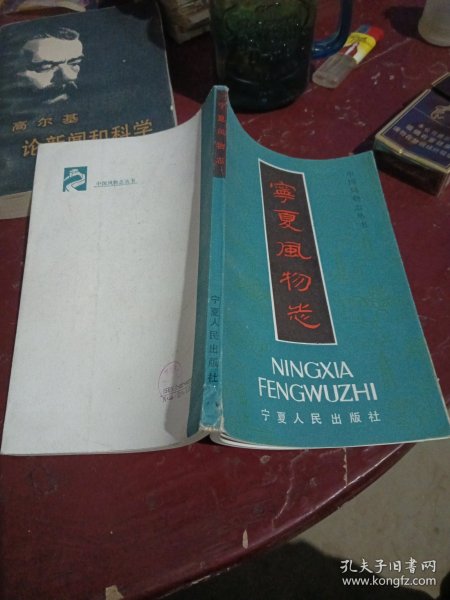 高尔基
论新闻和科学
中国风物志丛书
宁夏风物志
宁夏人民出版社
中国风物志丛书
寧夏風物志
NINGXIA
FENGWUZHI
宁夏人民出版社
孔夫子旧书网
www.kongfz.com